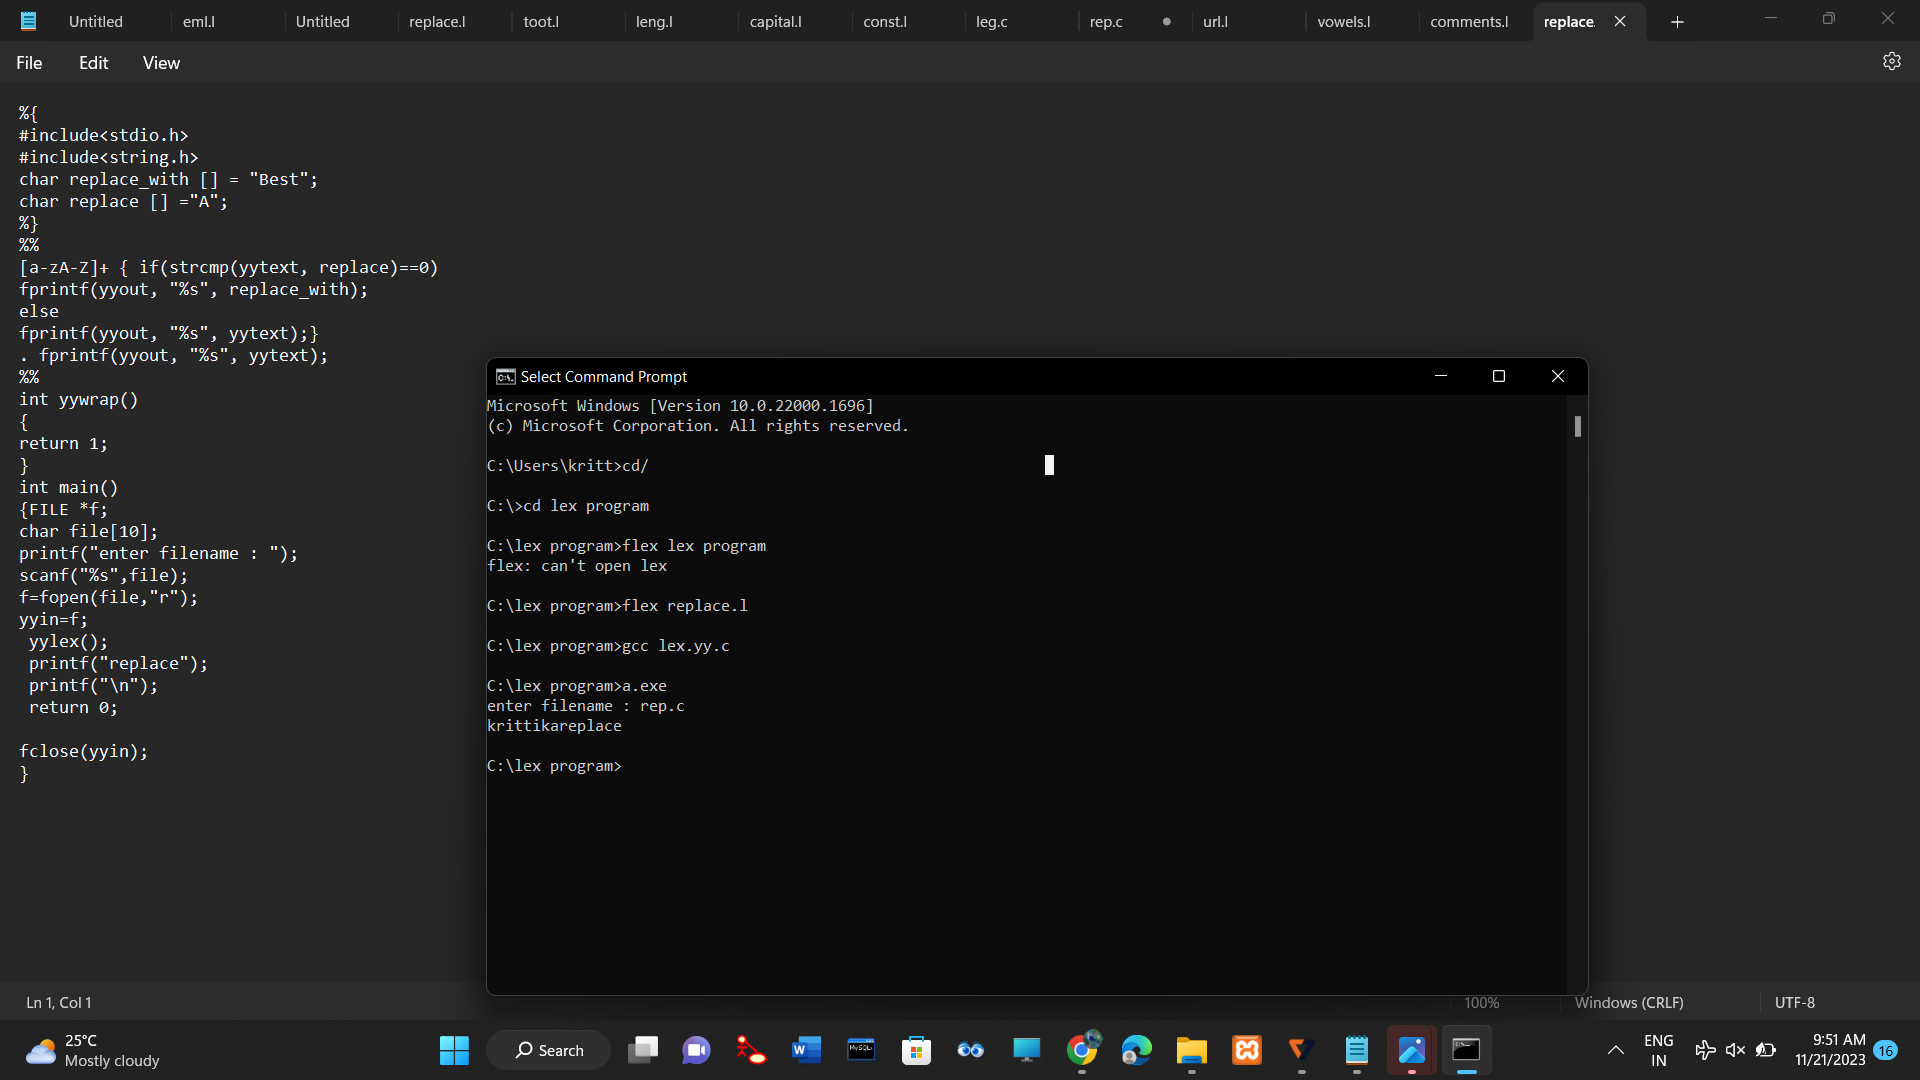 Untitled
eml.l
Untitled
replace.l
toot.l
leng.l
capital.l
const.l
leg.c
rep.c
url.l
vowels.l
comments.l
replace.
File
Edit
View
%{
#include<stdio.h>
#include<string.h>
char replace_with [] = "Best";
char replace [] ="A";
%}
%%
[a-zA-Z]+ { if(strcmp(yytext, replace)==0)
fprintf(yyout, "%s", replace_with);
else
fprintf(yyout, "%s", yytext);}
. fprintf(yyout, "%s", yytext);
%%
int yywrap()
{
return 1;
}
int main()
{FILE *f;
char file[10];
printf("enter filename : ");
scanf("%s",file);
f=fopen(file,"r");
yyin=f;
yylex();
printf("replace");
printf("\n");
return 0;
fclose(yyin);
}
Select Command Prompt
Microsoft Windows [Version 10.0.22000.1696]
(c) Microsoft Corporation. All rights reserved.
C:\Users\kritt>cd/
C:\>cd lex program
C:\lex program>flex lex program
flex: can't open lex
C:\lex program>flex replace.l
C:\lex program>gcc lex.yy.c
C:\lex program>a.exe
enter filename : rep.c
krittikareplace
C:\lex program>
Ln 1, Col 1
100%
Windows (CRLF)
UTF-8
25°C
Mostly cloudy
Search
W
MySQL
ENG
IN
9:51 AM
11/21/2023
16